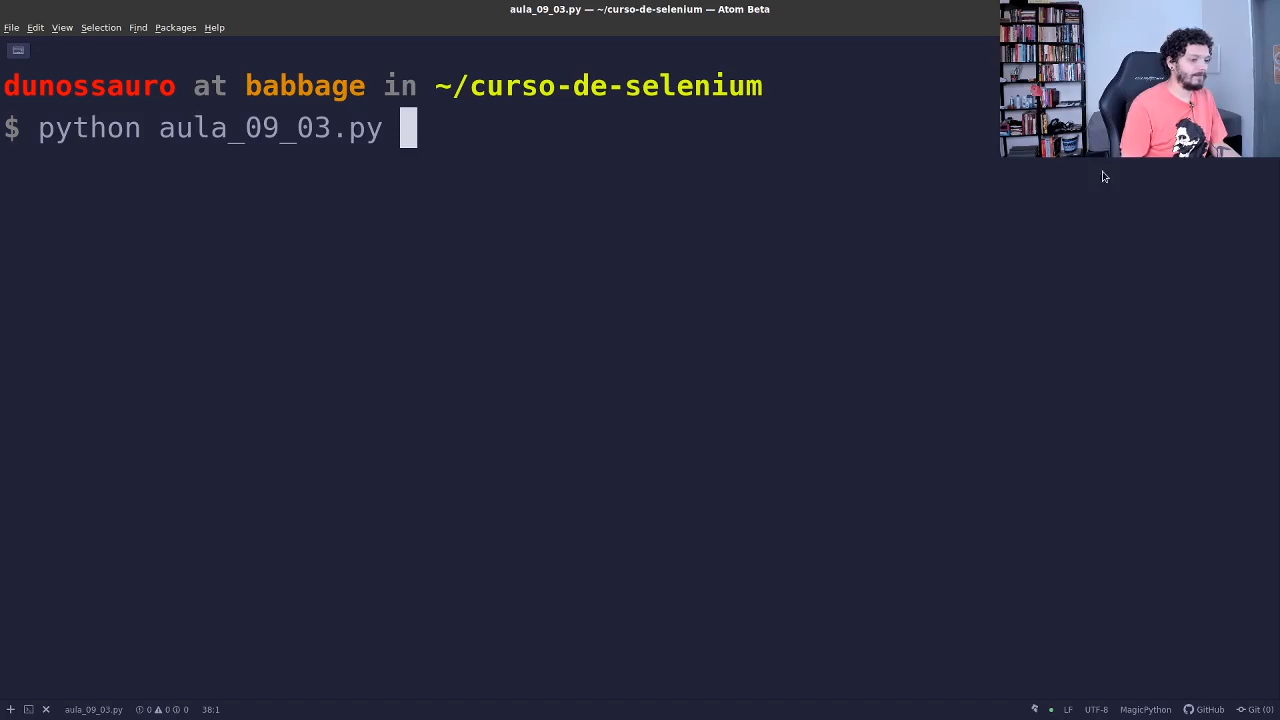 aula_09_03.py — ~/curso-de-selenium — Atom Beta
File Edit View Selection Find Packages Help
dunossauro at babbage in ~/curso-de-selenium
$ python aula_09_03.py
aula_09_03.py 0 0 0 38:1 LF UTF-8 MagicPython GitHub Git (0)